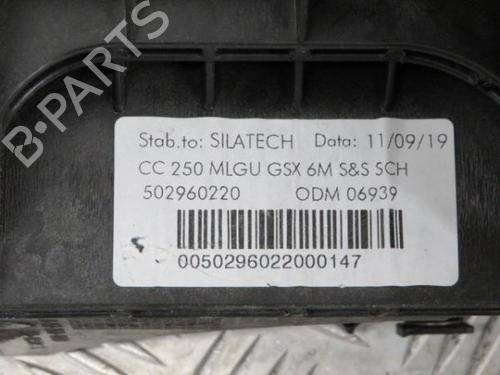 B-PARTS
Stab.to: SILATECH Data: 11/09/19
CC 250 MLGU GSX 6M S&S SCH
502960220 ODM 06939
0050296022000147